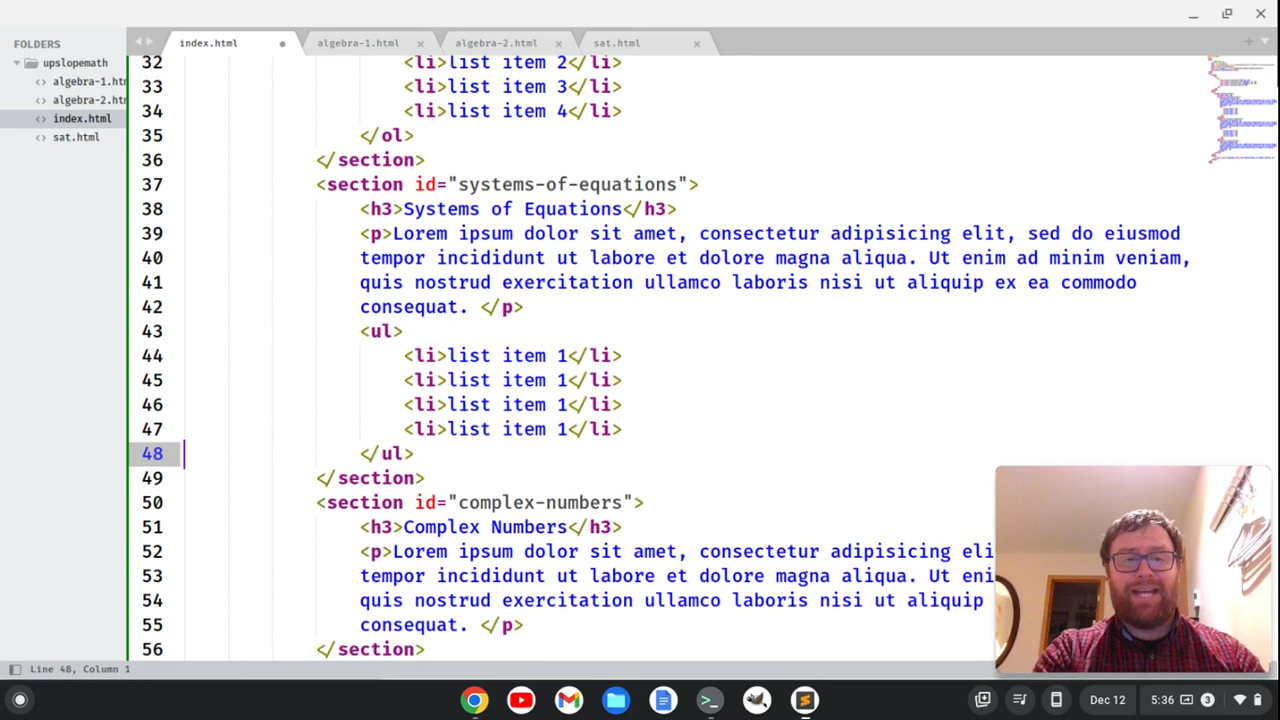 index.html
algebra-1.html
algebra-2.html
sat.html
FOLDERS
upslopemath
algebra-1.htn
algebra-2.htn
index.html
sat.html
32 <li>list item 2</li>
33 <li>list item 3</li>
34 <li>list item 4</li>
35 </ol>
36 </section>
37 <section id="systems-of-equations">
38 <h3>Systems of Equations</h3>
39 <p>Lorem ipsum dolor sit amet, consectetur adipisicing elit, sed do eiusmod
40 tempor incididunt ut labore et dolore magna aliqua. Ut enim ad minim veniam,
41 quis nostrud exercitation ullamco laboris nisi ut aliquip ex ea commodo
42 consequat. </p>
43 <ul>
44 <li>list item 1</li>
45 <li>list item 1</li>
46 <li>list item 1</li>
47 <li>list item 1</li>
48 </ul>
49 </section>
50 <section id="complex-numbers">
51 <h3>Complex Numbers</h3>
52 <p>Lorem ipsum dolor sit amet, consectetur adipisicing eli
53 tempor incididunt ut labore et dolore magna aliqua. Ut eni
54 quis nostrud exercitation ullamco laboris nisi ut aliquip
55 consequat. </p>
56 </section>
Line 48, Column 1
Dec 12
5:36
3